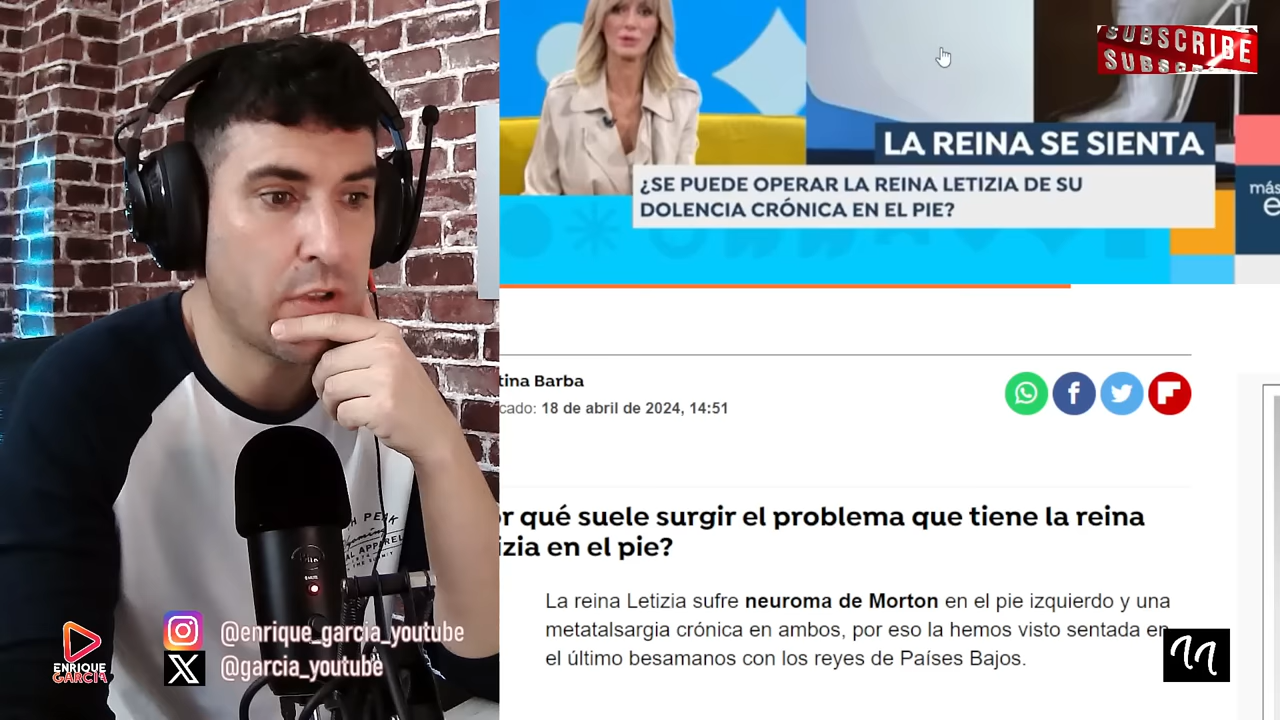 SUBSCRIBE
LA REINA SE SIENTA
¿SE PUEDE OPERAR LA REINA LETIZIA DE SU
DOLENCIA CRÓNICA EN EL PIE?
más
e
tina Barba
cado: 18 de abril de 2024, 14:51
r qué suele surgir el problema que tiene la reina
izia en el pie?
La reina Letizia sufre neuroma de Morton en el pie izquierdo y una
metatalsargia crónica en ambos, por eso la hemos visto sentada en
el último besamanos con los reyes de Países Bajos.
ENRIQUE
GARCIA
@enrique_garcia_youtube
@garcia_youtube